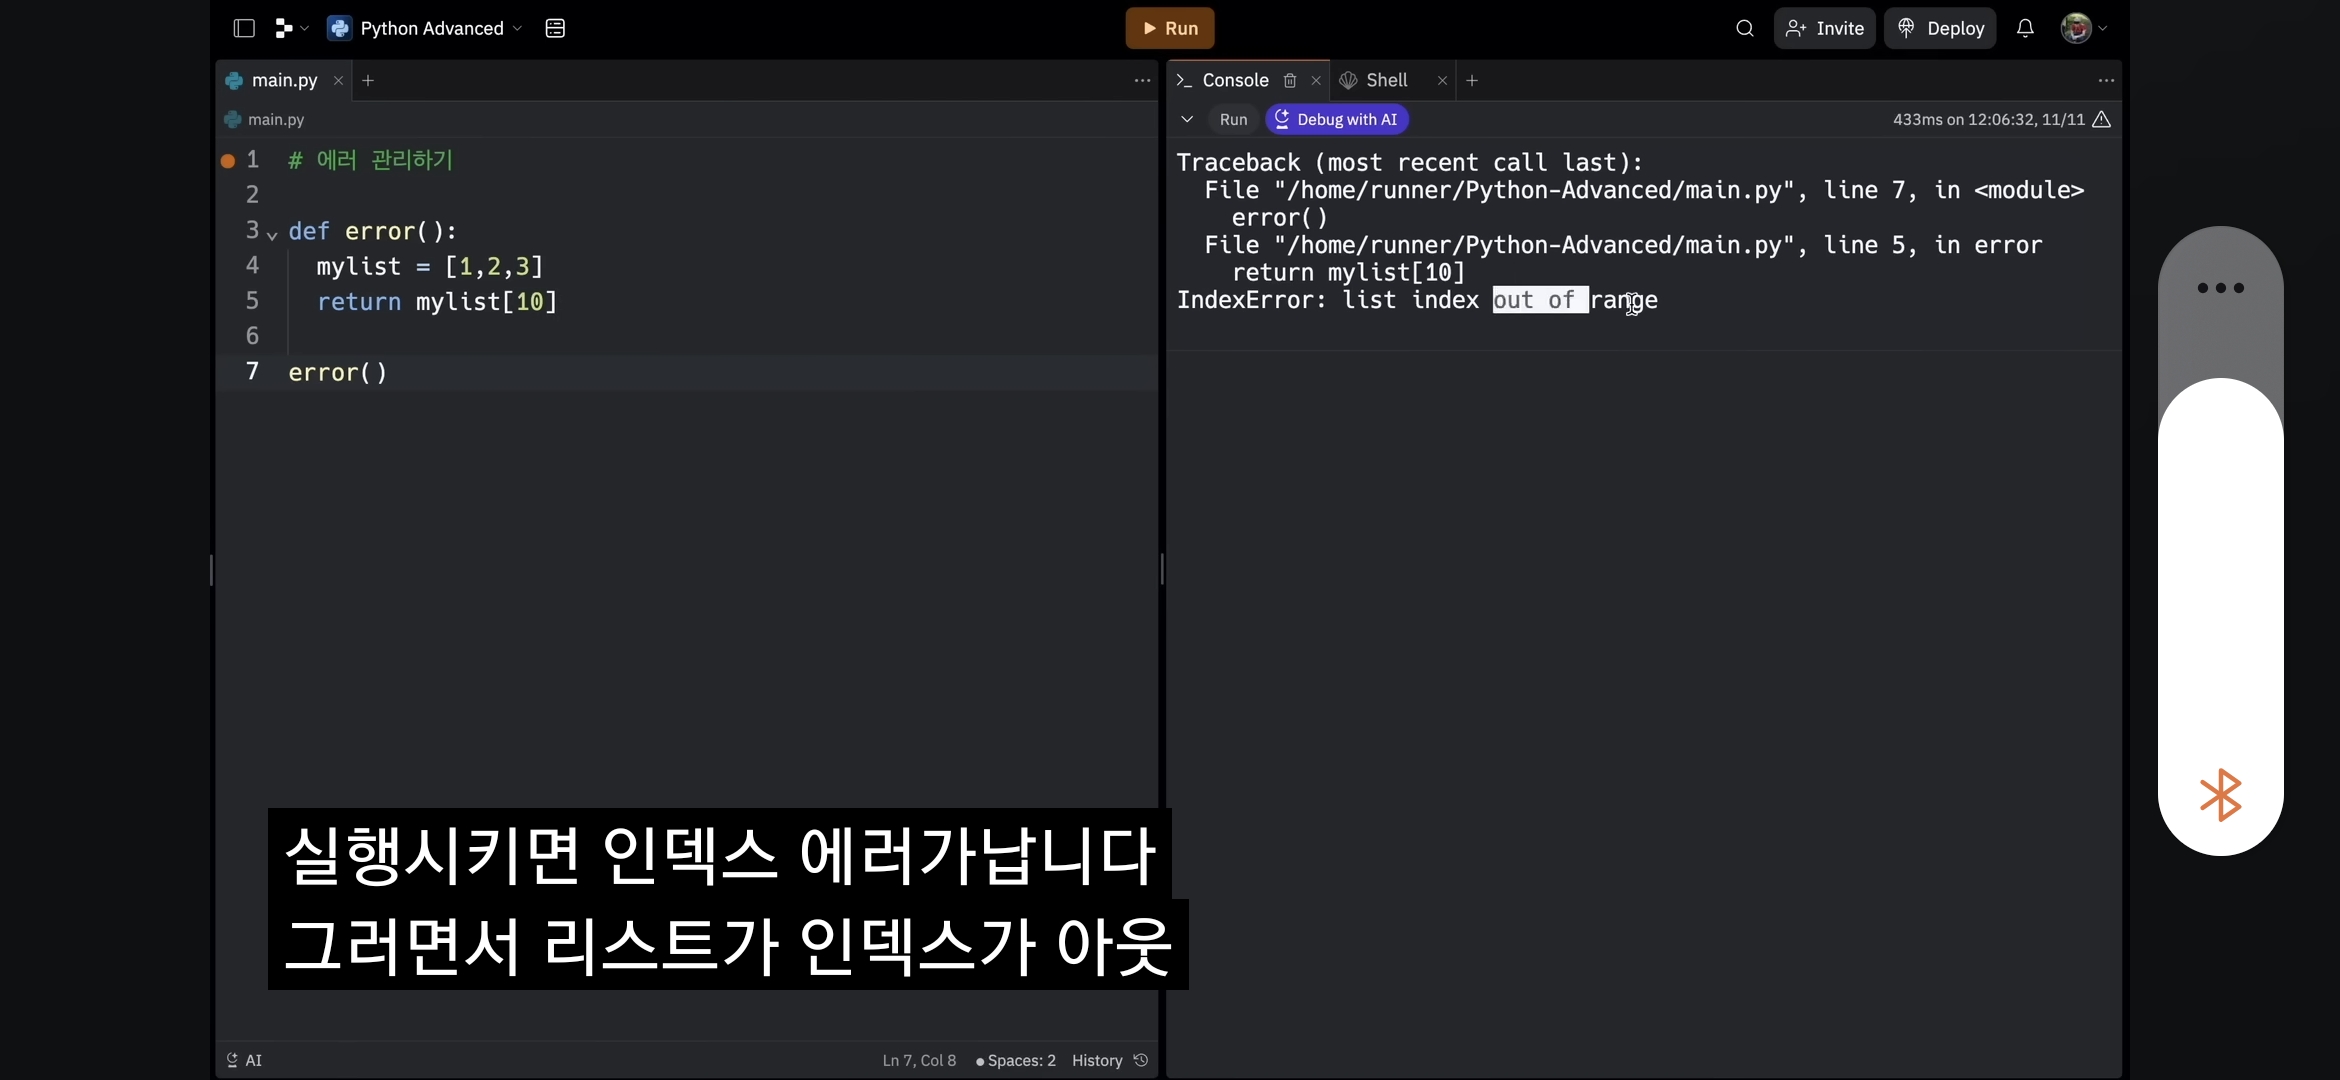 Python Advanced
Run
Invite
Deploy
main.py
main.py
1 # 에러 관리하기
2
3 def error():
4 mylist = [1,2,3]
5 return mylist[10]
6
7 error()
AI
Ln 7, Col 8
Spaces: 2
History
Console
Shell
Run
Debug with AI
433ms on 12:06:32, 11/11
Traceback (most recent call last):
File "/home/runner/Python-Advanced/main.py", line 7, in <module>
error()
File "/home/runner/Python-Advanced/main.py", line 5, in error
return mylist[10]
IndexError: list index out of range
실행시키면 인덱스 에러가납니다
그러면서 리스트가 인덱스가 아웃